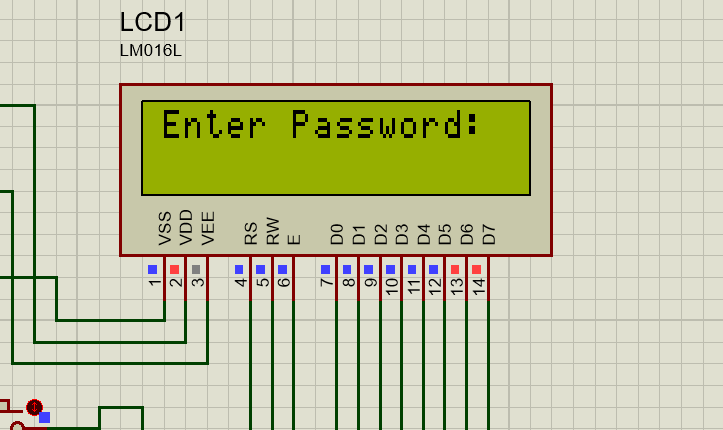 LCD1
LM016L
Enter Password:
VSS VDD VEE RS RW E D0 D1 D2 D3 D4 D5 D6 D7
1 2 3 4 5 6 7 8 9 10 11 12 13 14